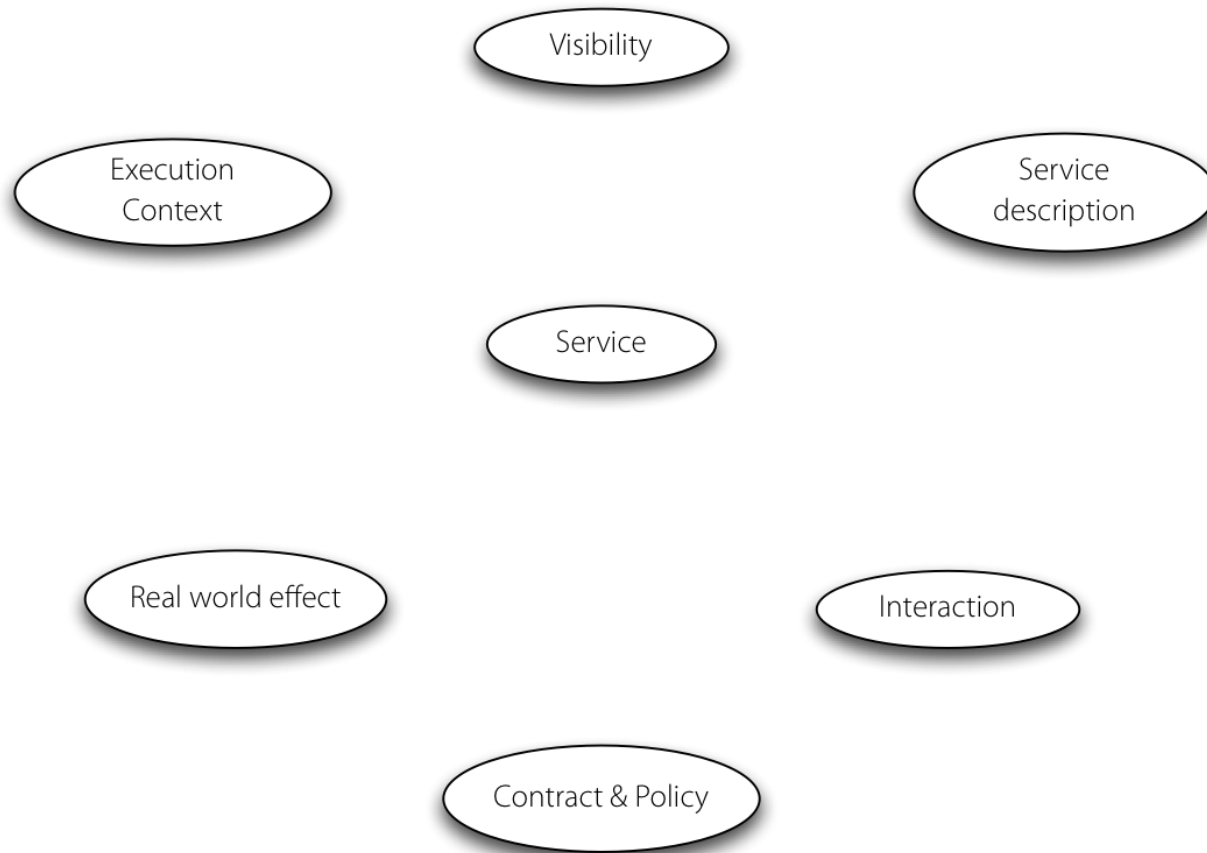 Visibility
Execution
Context
Service
description
Service
Real world effect
Interaction
Contract & Policy